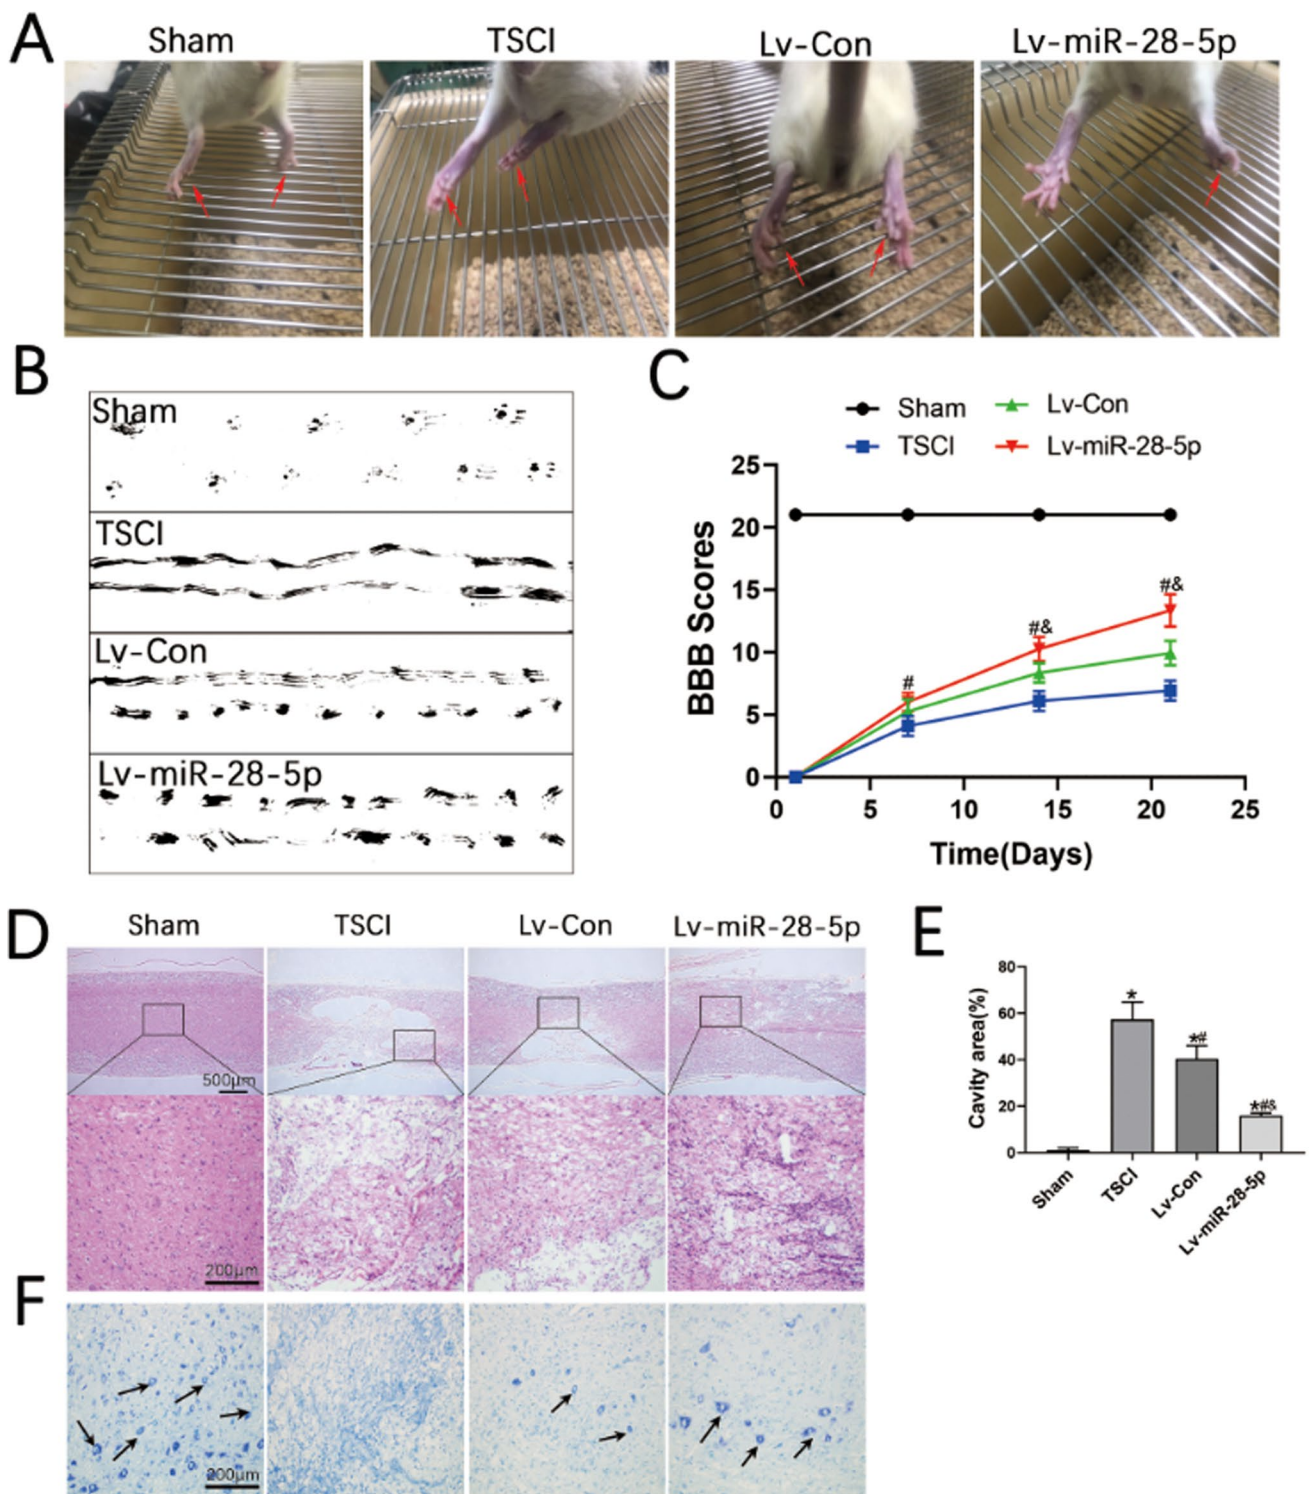 A
Sham
TSCI
Lv-Con
Lv-miR-28-5p
B
Sham
TSCI
Lv-Con
Lv-miR-28-5p
C
Sham
Lv-Con
TSCI
Lv-miR-28-5p
BBB Scores
25
20
15
10
5
0
#
#&
#&
0 5 10 15 20 25
Time(Days)
D
Sham
TSCI
Lv-Con
Lv-miR-28-5p
500μm
200μm
E
Cavity area(%)
80
60
40
20
0
*
*#
*#&
Sham
TSCI
Lv-Con
Lv-miR-28-5p
F
200μm